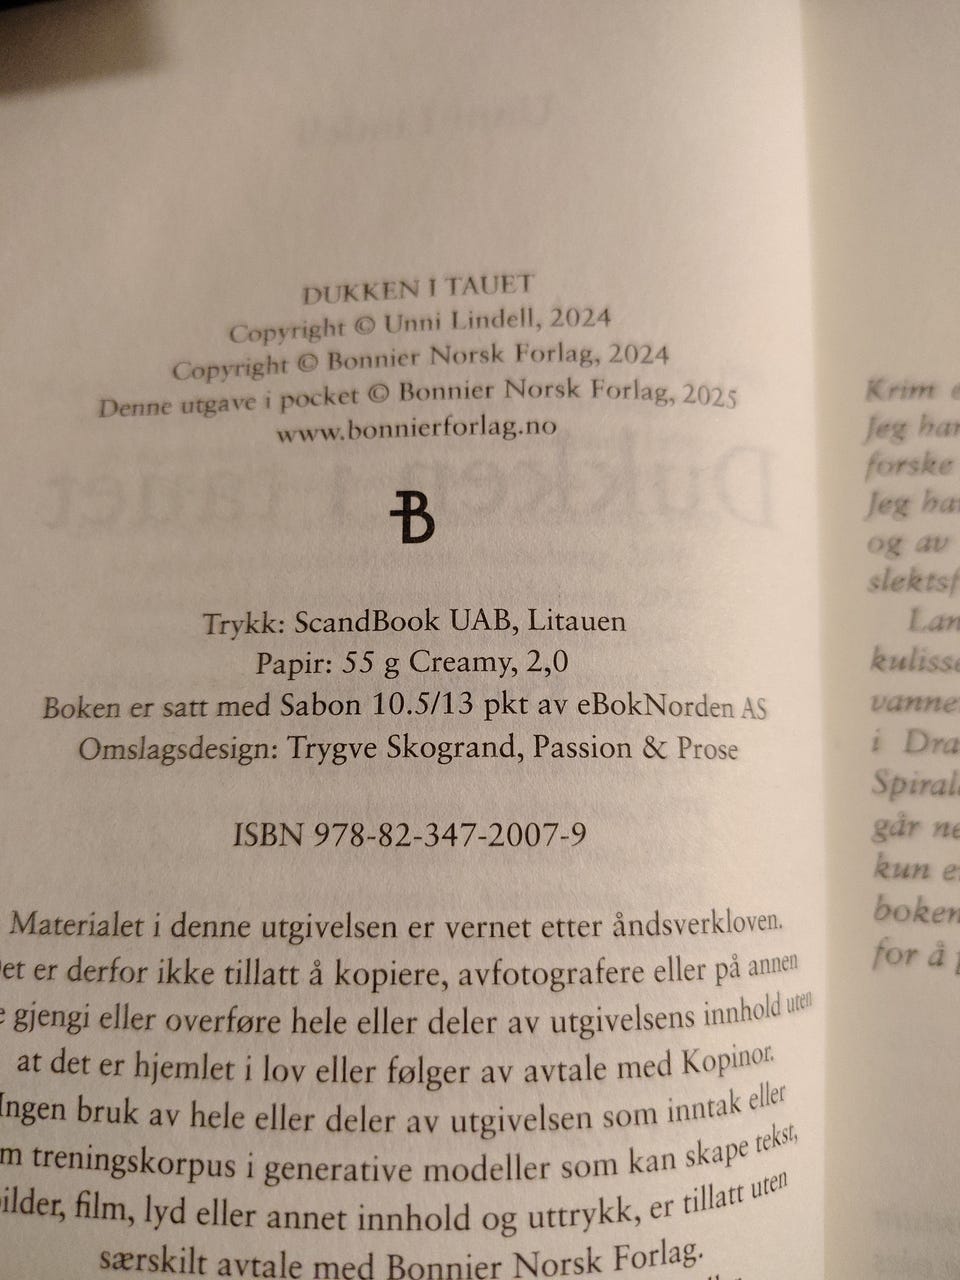 DUKKEN I TAUET
Copyright © Unni Lindell, 2024
Copyright © Bonnier Norsk Forlag, 2024
Denne utgave i pocket © Bonnier Norsk Forlag, 2025
www.bonnierforlag.no
B
Trykk: ScandBook UAB, Litauen
Papir: 55 g Creamy, 2,0
Boken er satt med Sabon 10.5/13 pkt av eBokNorden AS
Omslagsdesign: Trygve Skogrand, Passion & Prose
ISBN 978-82-347-2007-9
Materialet i denne utgivelsen er vernet etter åndsverkloven.
et er derfor ikke tillatt å kopiere, avfotografere eller på annen
gjengi eller overføre hele eller deler av utgivelsens innhold uten
at det er hjemlet i lov eller følger av avtale med Kopinor.
Ingen bruk av hele eller deler av utgivelsen som inntak eller
m treningskorpus i generative modeller som kan skape tekst,
ilder, film, lyd eller annet innhold og uttrykk, er tillatt uten
særskilt avtale med Bonnier Norsk Forlag.
Krim
Jeg har
forske
Jeg ha
og av
slektsf
Lan
kulisse
vanne
i Dra
Spiral
går ne
kun e
boken
for å